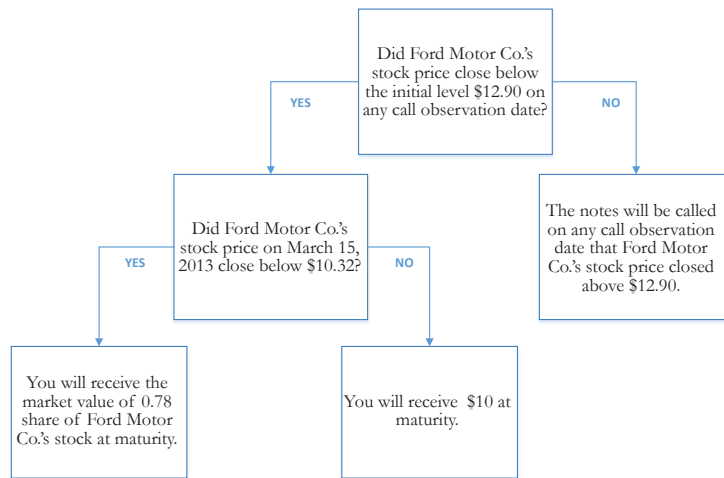 Did Ford Motor Co.'s
stock price close below
the initial level $12.90 on
any call observation date?
YES
NO
Did Ford Motor Co.'s
stock price on March 15,
2013 close below $10.32?
The notes will be called
on any call observation
date that Ford Motor
Co.'s stock price closed
above $12.90.
YES
NO
You will receive the
market value of 0.78
share of Ford Motor
Co.'s stock at maturity.
You will receive $10 at
maturity.